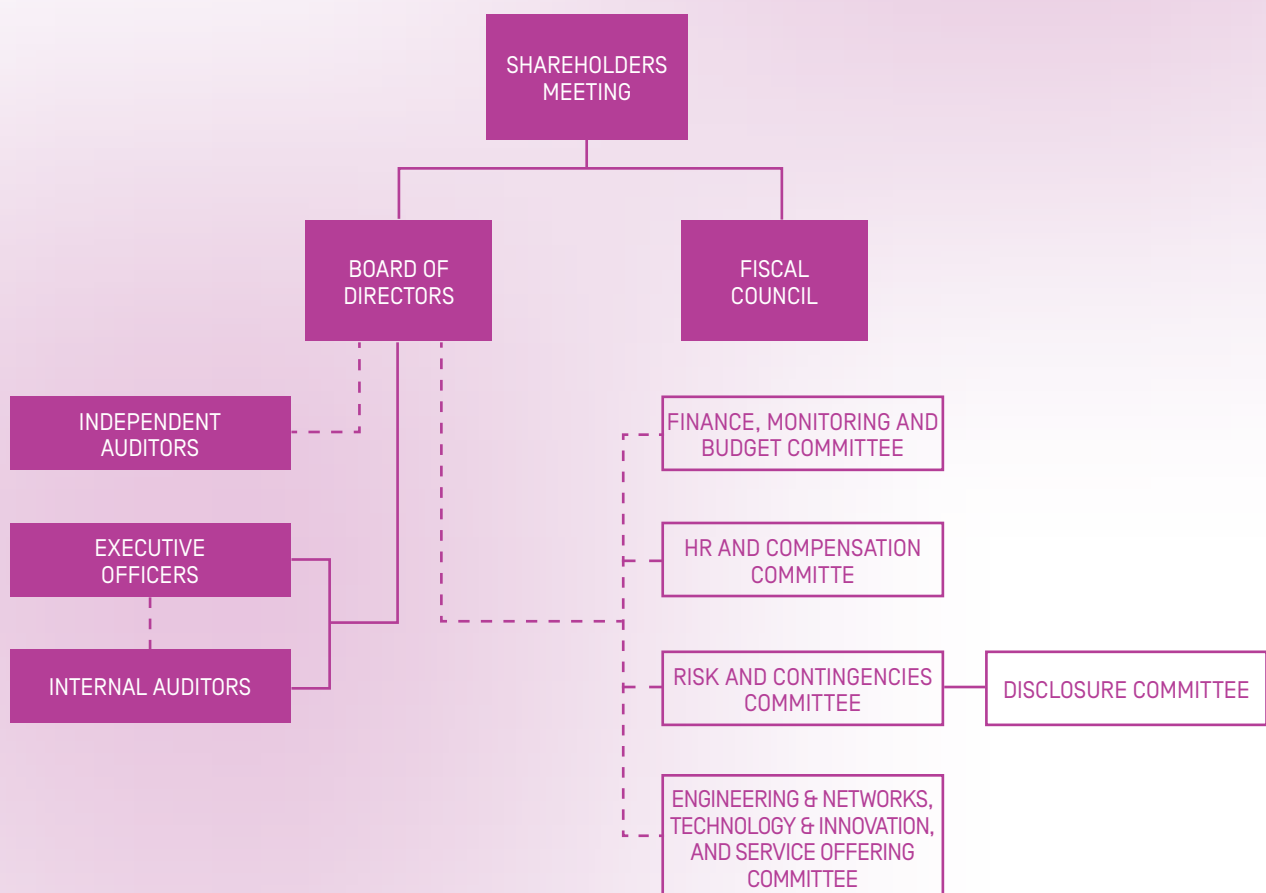 SHAREHOLDERS
MEETING
BOARD OF
DIRECTORS
FISCAL
COUNCIL
INDEPENDENT
AUDITORS
FINANCE, MONITORING AND
BUDGET COMMITTEE
EXECUTIVE
OFFICERS
HR AND COMPENSATION
COMMITTE
INTERNAL AUDITORS
RISK AND CONTINGENCIES
COMMITTEE
DISCLOSURE COMMITTEE
ENGINEERING & NETWORKS,
TECHNOLOGY & INNOVATION,
AND SERVICE OFFERING
COMMITTEE